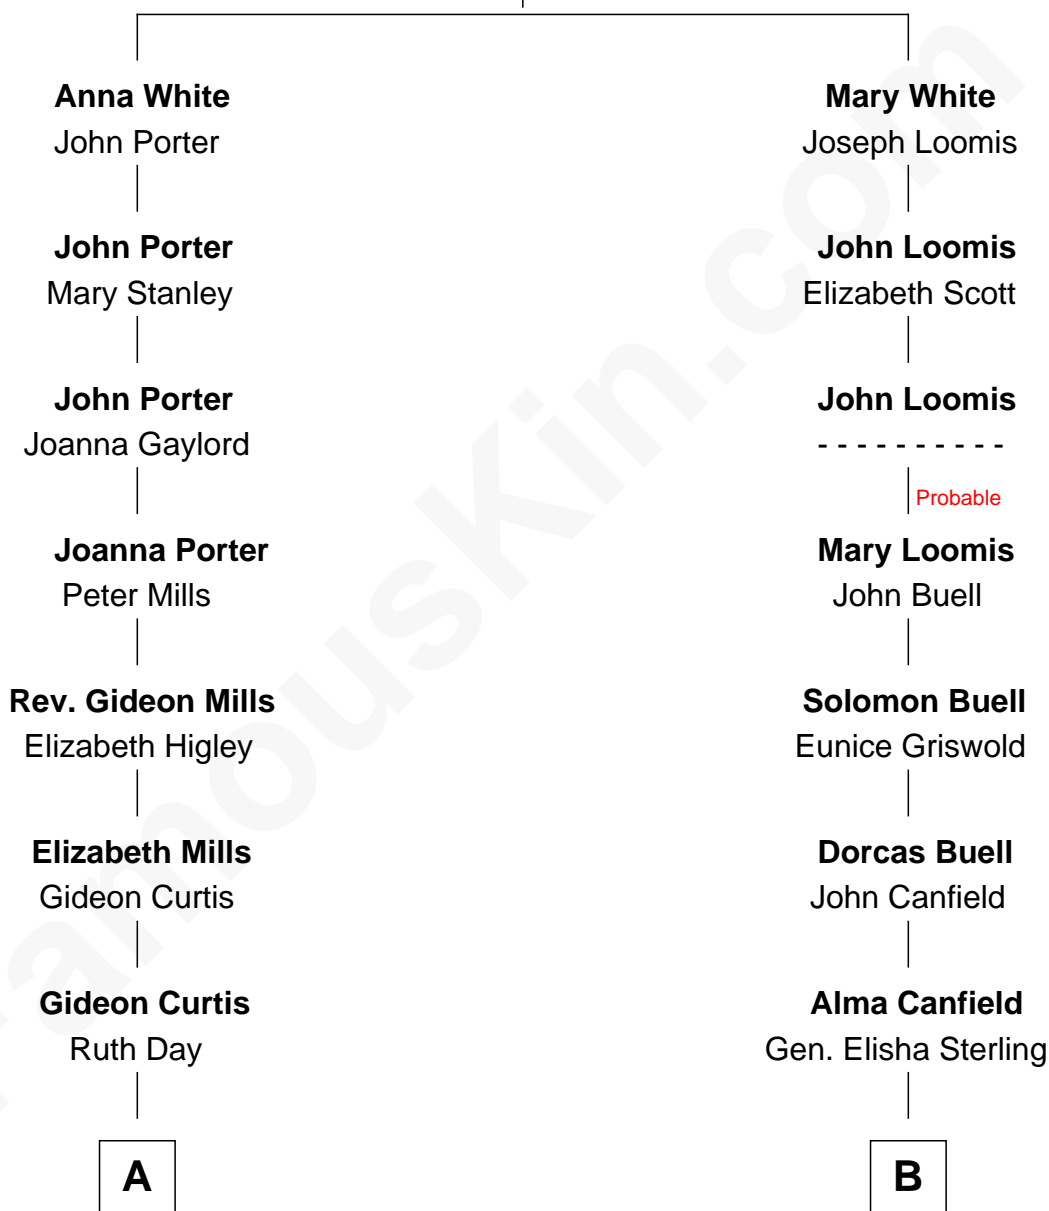 Anna White
John Porter
John Porter
Mary Stanley
John Porter
Joanna Gaylord
Joanna Porter
Peter Mills
Rev. Gideon Mills
Elizabeth Higley
Elizabeth Mills
Gideon Curtis
Gideon Curtis
Ruth Day
A
Mary White
Joseph Loomis
John Loomis
Elizabeth Scott
John Loomis
- - - - - - - - - -
Probable
Mary Loomis
John Buell
Solomon Buell
Eunice Griswold
Dorcas Buell
John Canfield
Alma Canfield
Gen. Elisha Sterling
B
FamousKin.com